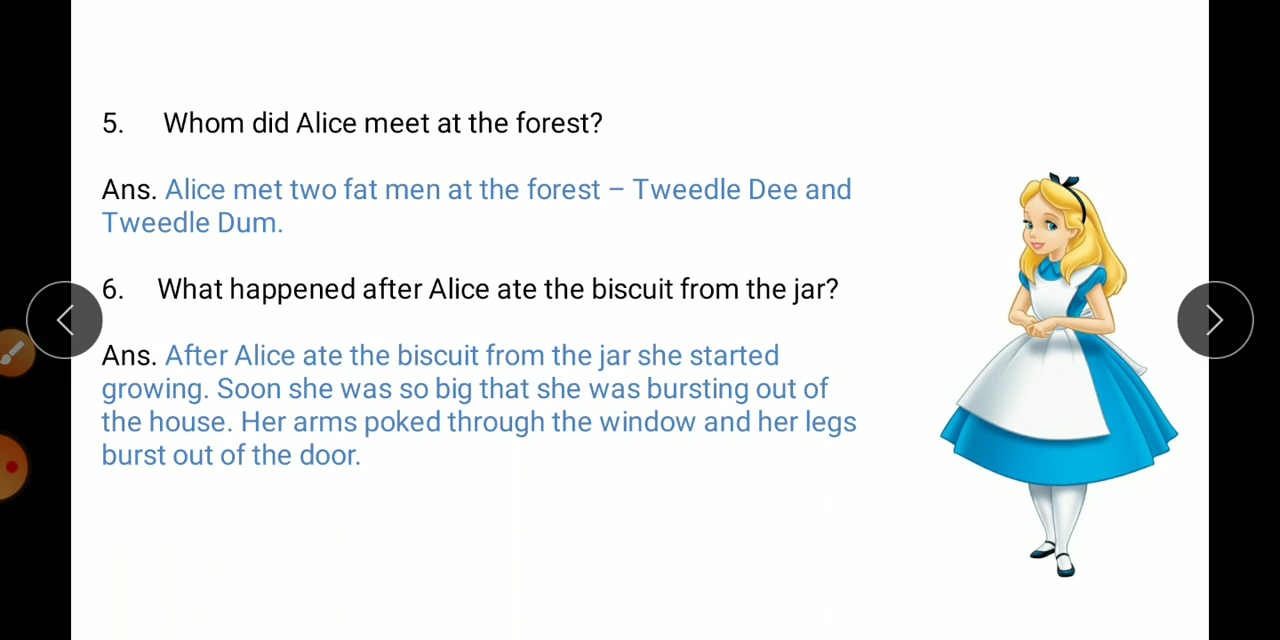 5. Whom did Alice meet at the forest?
Ans. Alice met two fat men at the forest – Tweedle Dee and
Tweedle Dum.
6. What happened after Alice ate the biscuit from the jar?
Ans. After Alice ate the biscuit from the jar she started
growing. Soon she was so big that she was bursting out of
the house. Her arms poked through the window and her legs
burst out of the door.